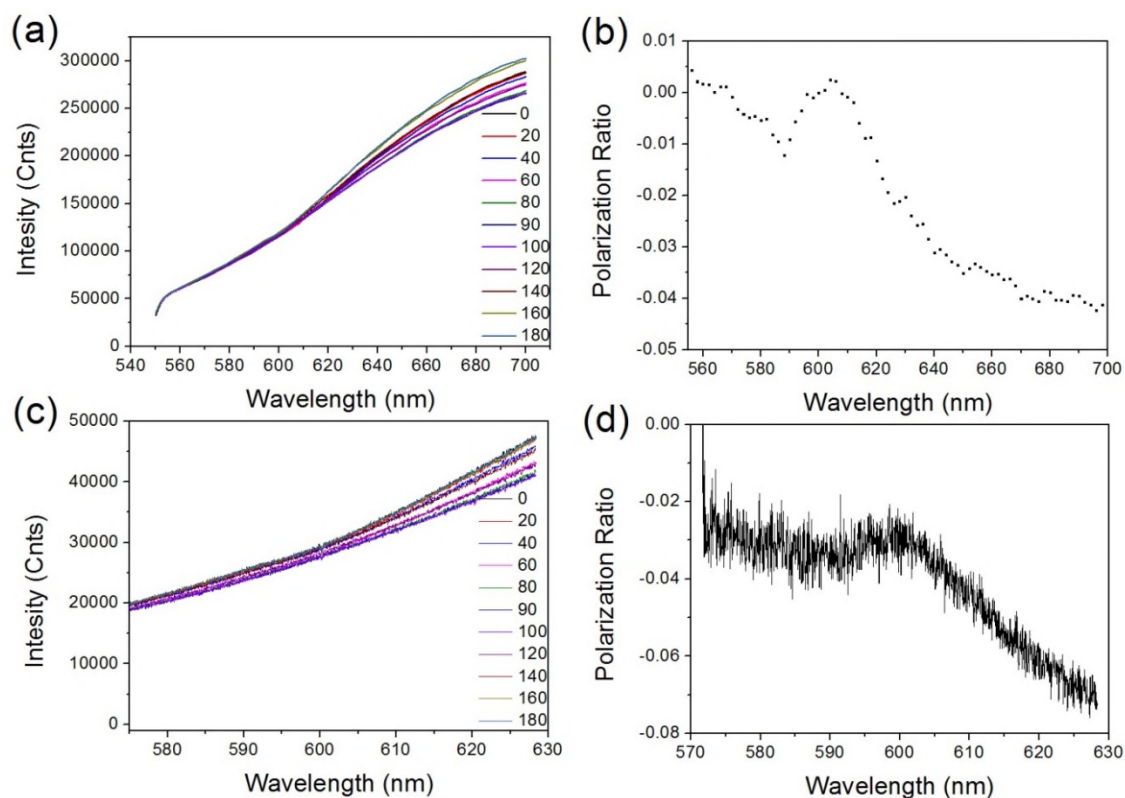 (a)
Intesity (Cnts)
300000
250000
200000
150000
100000
50000
0
0
20
40
60
80
90
100
120
140
160
180
540 560 580 600 620 640 660 680 700
Wavelength (nm)
(b)
Polarization Ratio
0.01
0.00
-0.01
-0.02
-0.03
-0.04
-0.05
560 580 600 620 640 660 680 700
Wavelength (nm)
(c)
Intesity (Cnts)
50000
40000
30000
20000
10000
0
0
20
40
60
80
90
100
120
140
160
180
580 590 600 610 620 630
Wavelength (nm)
(d)
Polarization Ratio
0.00
-0.02
-0.04
-0.06
-0.08
570 580 590 600 610 620 630
Wavelength (nm)